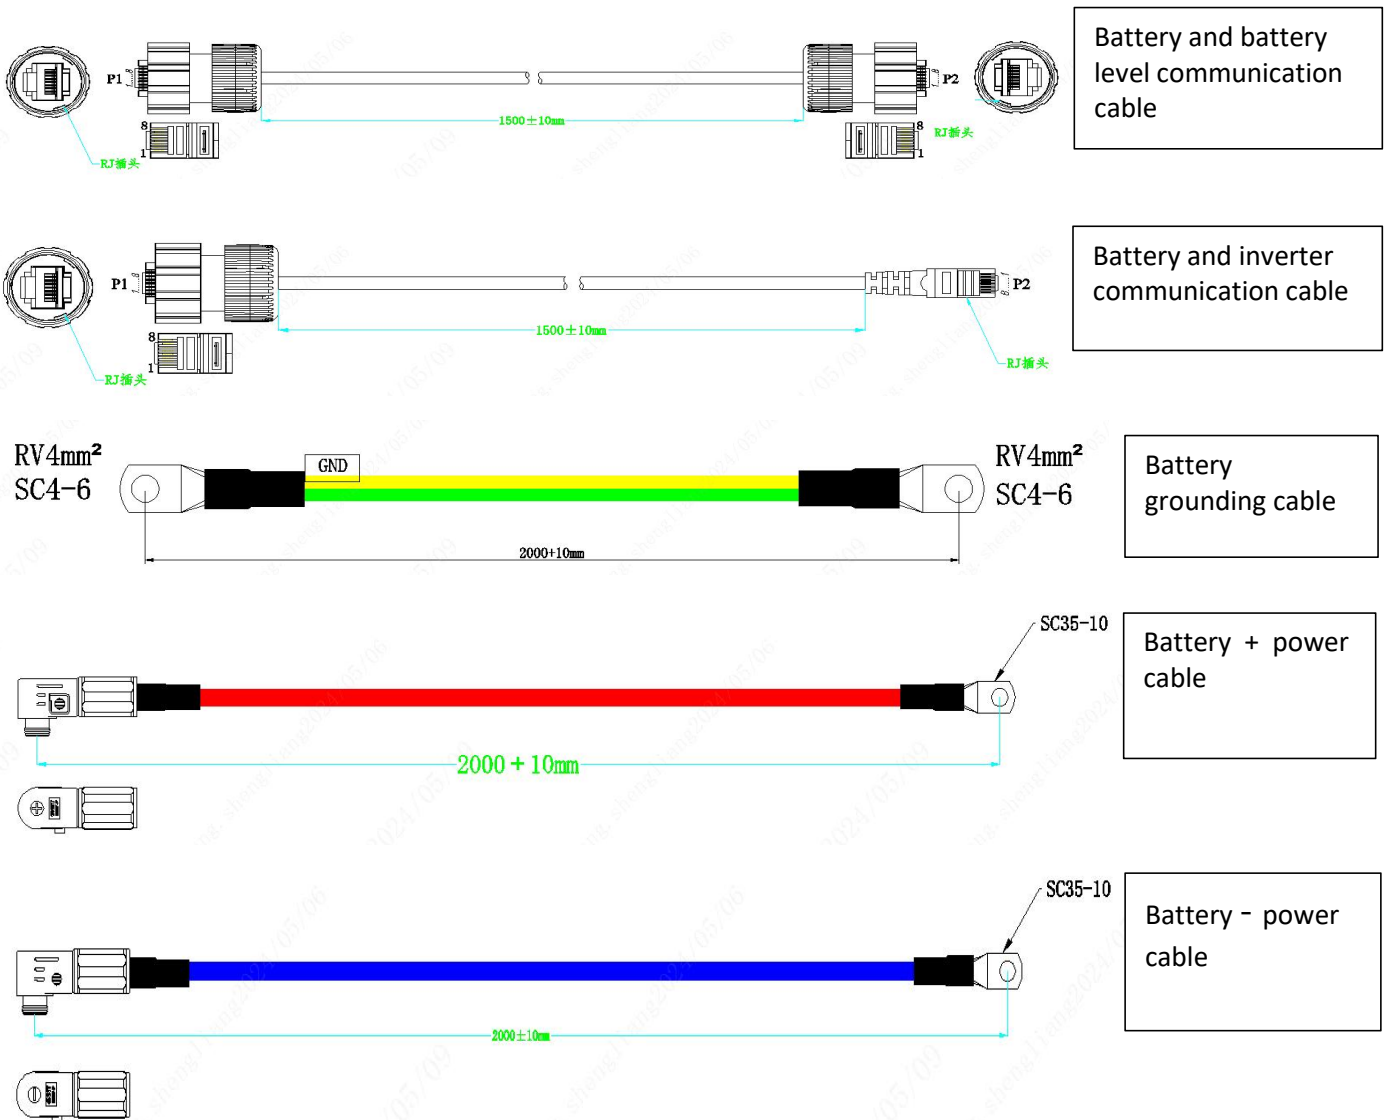 Battery and battery
level communication
cable
P1
P2
1500±10mm
8
1
8
1
RJ插头
RJ插头
Battery and inverter
communication cable
P1
P2
1500±10mm
8
1
RJ插头
RJ插头
RV4mm²
SC4-6
GND
RV4mm²
SC4-6
2000+10mm
Battery
grounding cable
SC35-10
2000+10mm
Battery + power
cable
SC35-10
2000±10mm
Battery - power
cable